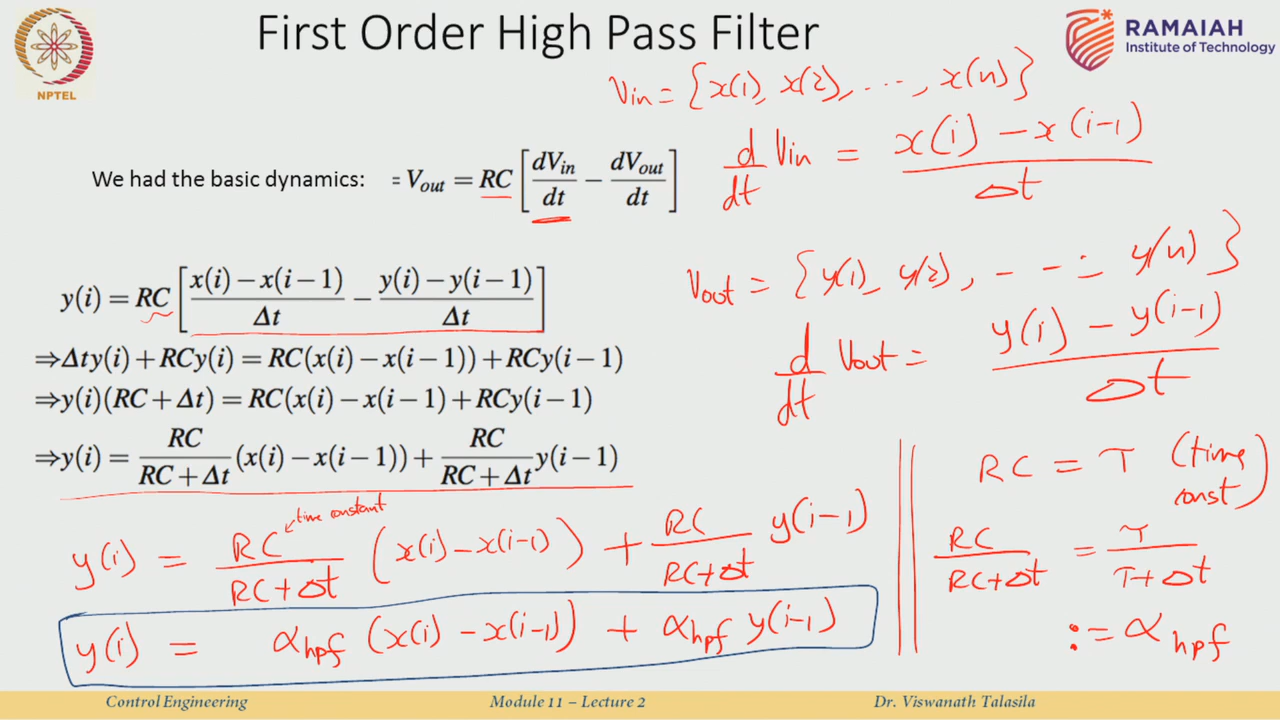 First Order High Pass Filter
NPTEL
RAMAIAH
Institute of Technology
Vin = {x(1), x(2), ..., x(n)}
d/dt Vin = (x(i) - x(i-1))/Δt
We had the basic dynamics: = V_out = RC [dV_in/dt − dV_out/dt]
Vout = {y(1), y(2), - - = y(n)}
y(i) = RC [(x(i) − x(i−1))/Δt − (y(i) − y(i−1))/Δt]
d/dt Vout = (y(i) - y(i-1))/Δt
⇒Δty(i) + RCy(i) = RC(x(i) − x(i−1)) + RCy(i−1)
⇒y(i)(RC + Δt) = RC(x(i) − x(i−1) + RCy(i−1)
⇒y(i) = RC/(RC + Δt) (x(i) − x(i−1)) + RC/(RC + Δt) y(i−1)
RC = T (time const)
time constant
y(i) = RC/(RC + Δt) (x(i) - x(i-1)) + RC/(RC + Δt) y(i-1)
RC/(RC + Δt) = T/(T + Δt)
:= α_hpf
y(i) = α_hpf (x(i) - x(i-1)) + α_hpf y(i-1)
Control Engineering
Module 11 – Lecture 2
Dr. Viswanath Talasila